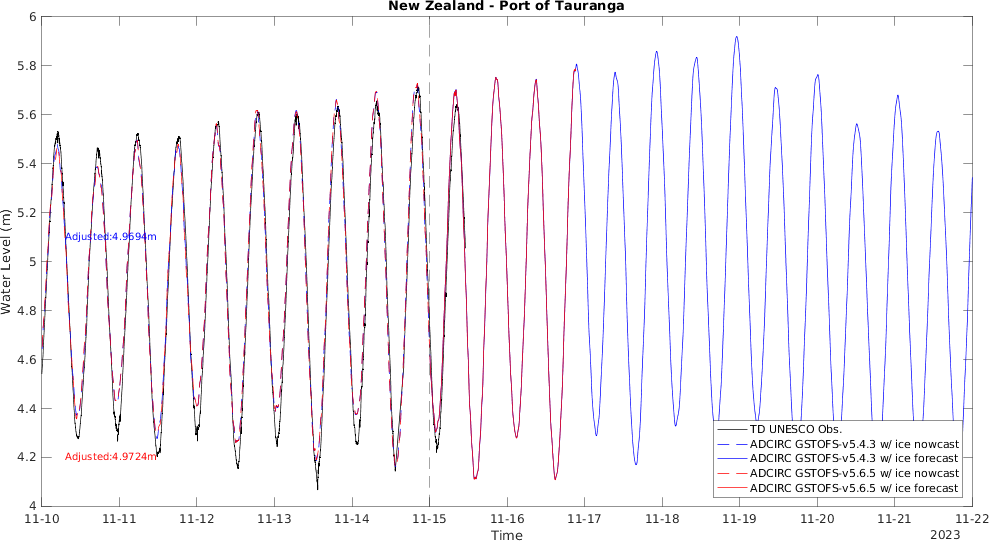 New Zealand - Port of Tauranga
6
5.8
5.6
5.4
5.2
5
4.8
4.6
4.4
4.2
4
Water Level (m)
Adjusted:4.9694m
Adjusted:4.9724m
TD UNESCO Obs.
ADCIRC GSTOFS-v5.4.3 w/ ice nowcast
ADCIRC GSTOFS-v5.4.3 w/ ice forecast
ADCIRC GSTOFS-v5.6.5 w/ ice nowcast
ADCIRC GSTOFS-v5.6.5 w/ ice forecast
11-10 11-11 11-12 11-13 11-14 11-15 11-16 11-17 11-18 11-19 11-20 11-21 11-22
Time
2023